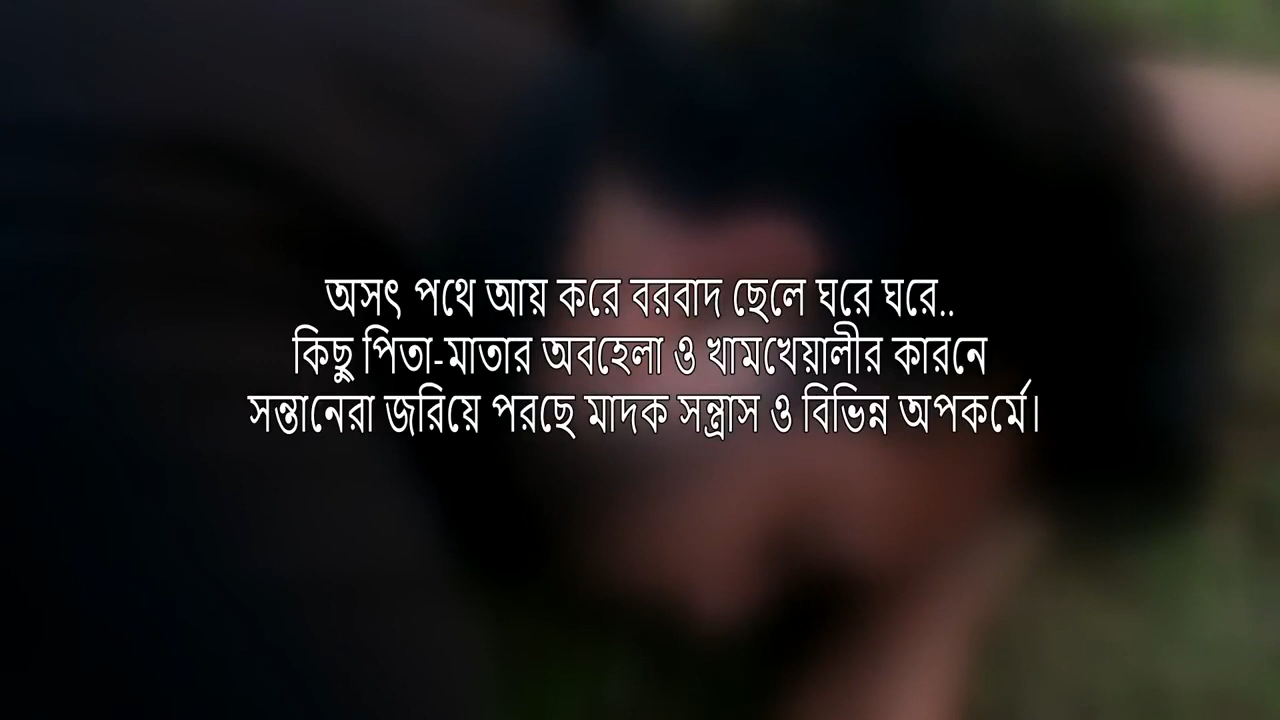 অসৎ পথে আয় করে বরবাদ ছেলে ঘরে ঘরে..
কিছু পিতা-মাতার অবহেলা ও খামখেয়ালীর কারনে
সন্তানেরা জরিয়ে পরছে মাদক সন্ত্রাস ও বিভিন্ন অপকর্মে।